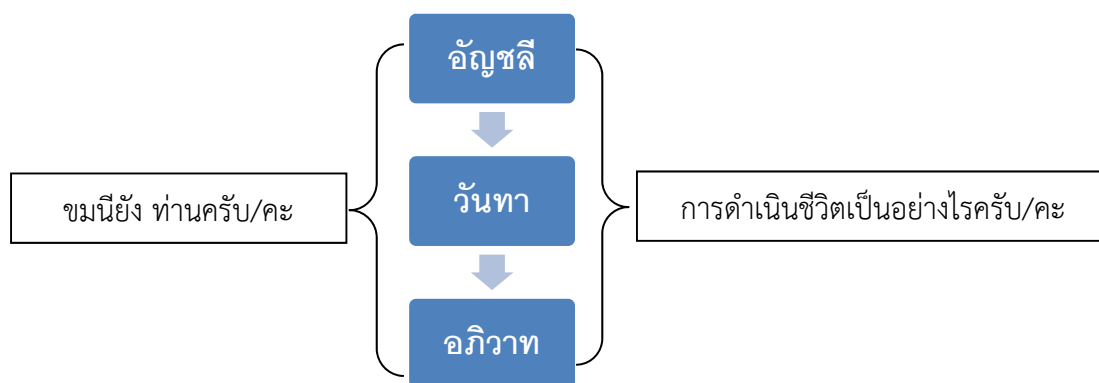 อัญชลี
ขมนียัง ท่านครับ/คะ
วันทา
การดำเนินชีวิตเป็นอย่างไรครับ/คะ
อภิวาท